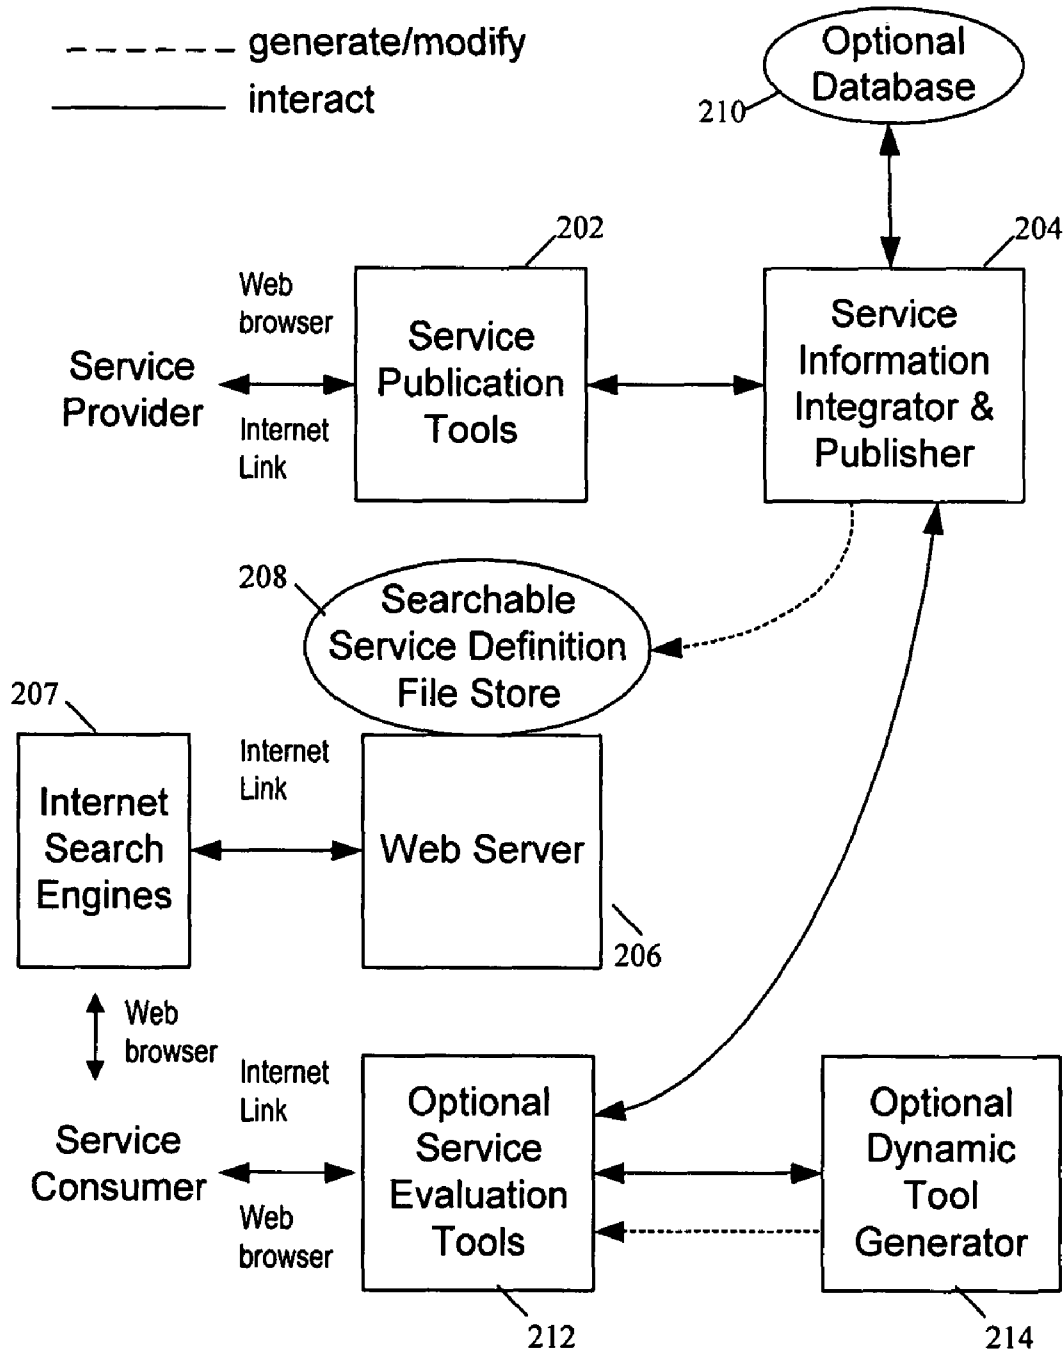 generate/modify
interact
Optional
Database
210
202
204
Web
browser
Service
Provider
Internet
Link
Service
Publication
Tools
Service
Information
Integrator &
Publisher
208
Searchable
Service Definition
File Store
207
Internet
Link
Internet
Search
Engines
Web Server
206
Web
browser
Internet
Link
Service
Consumer
Web
browser
Optional
Service
Evaluation
Tools
Optional
Dynamic
Tool
Generator
212
214